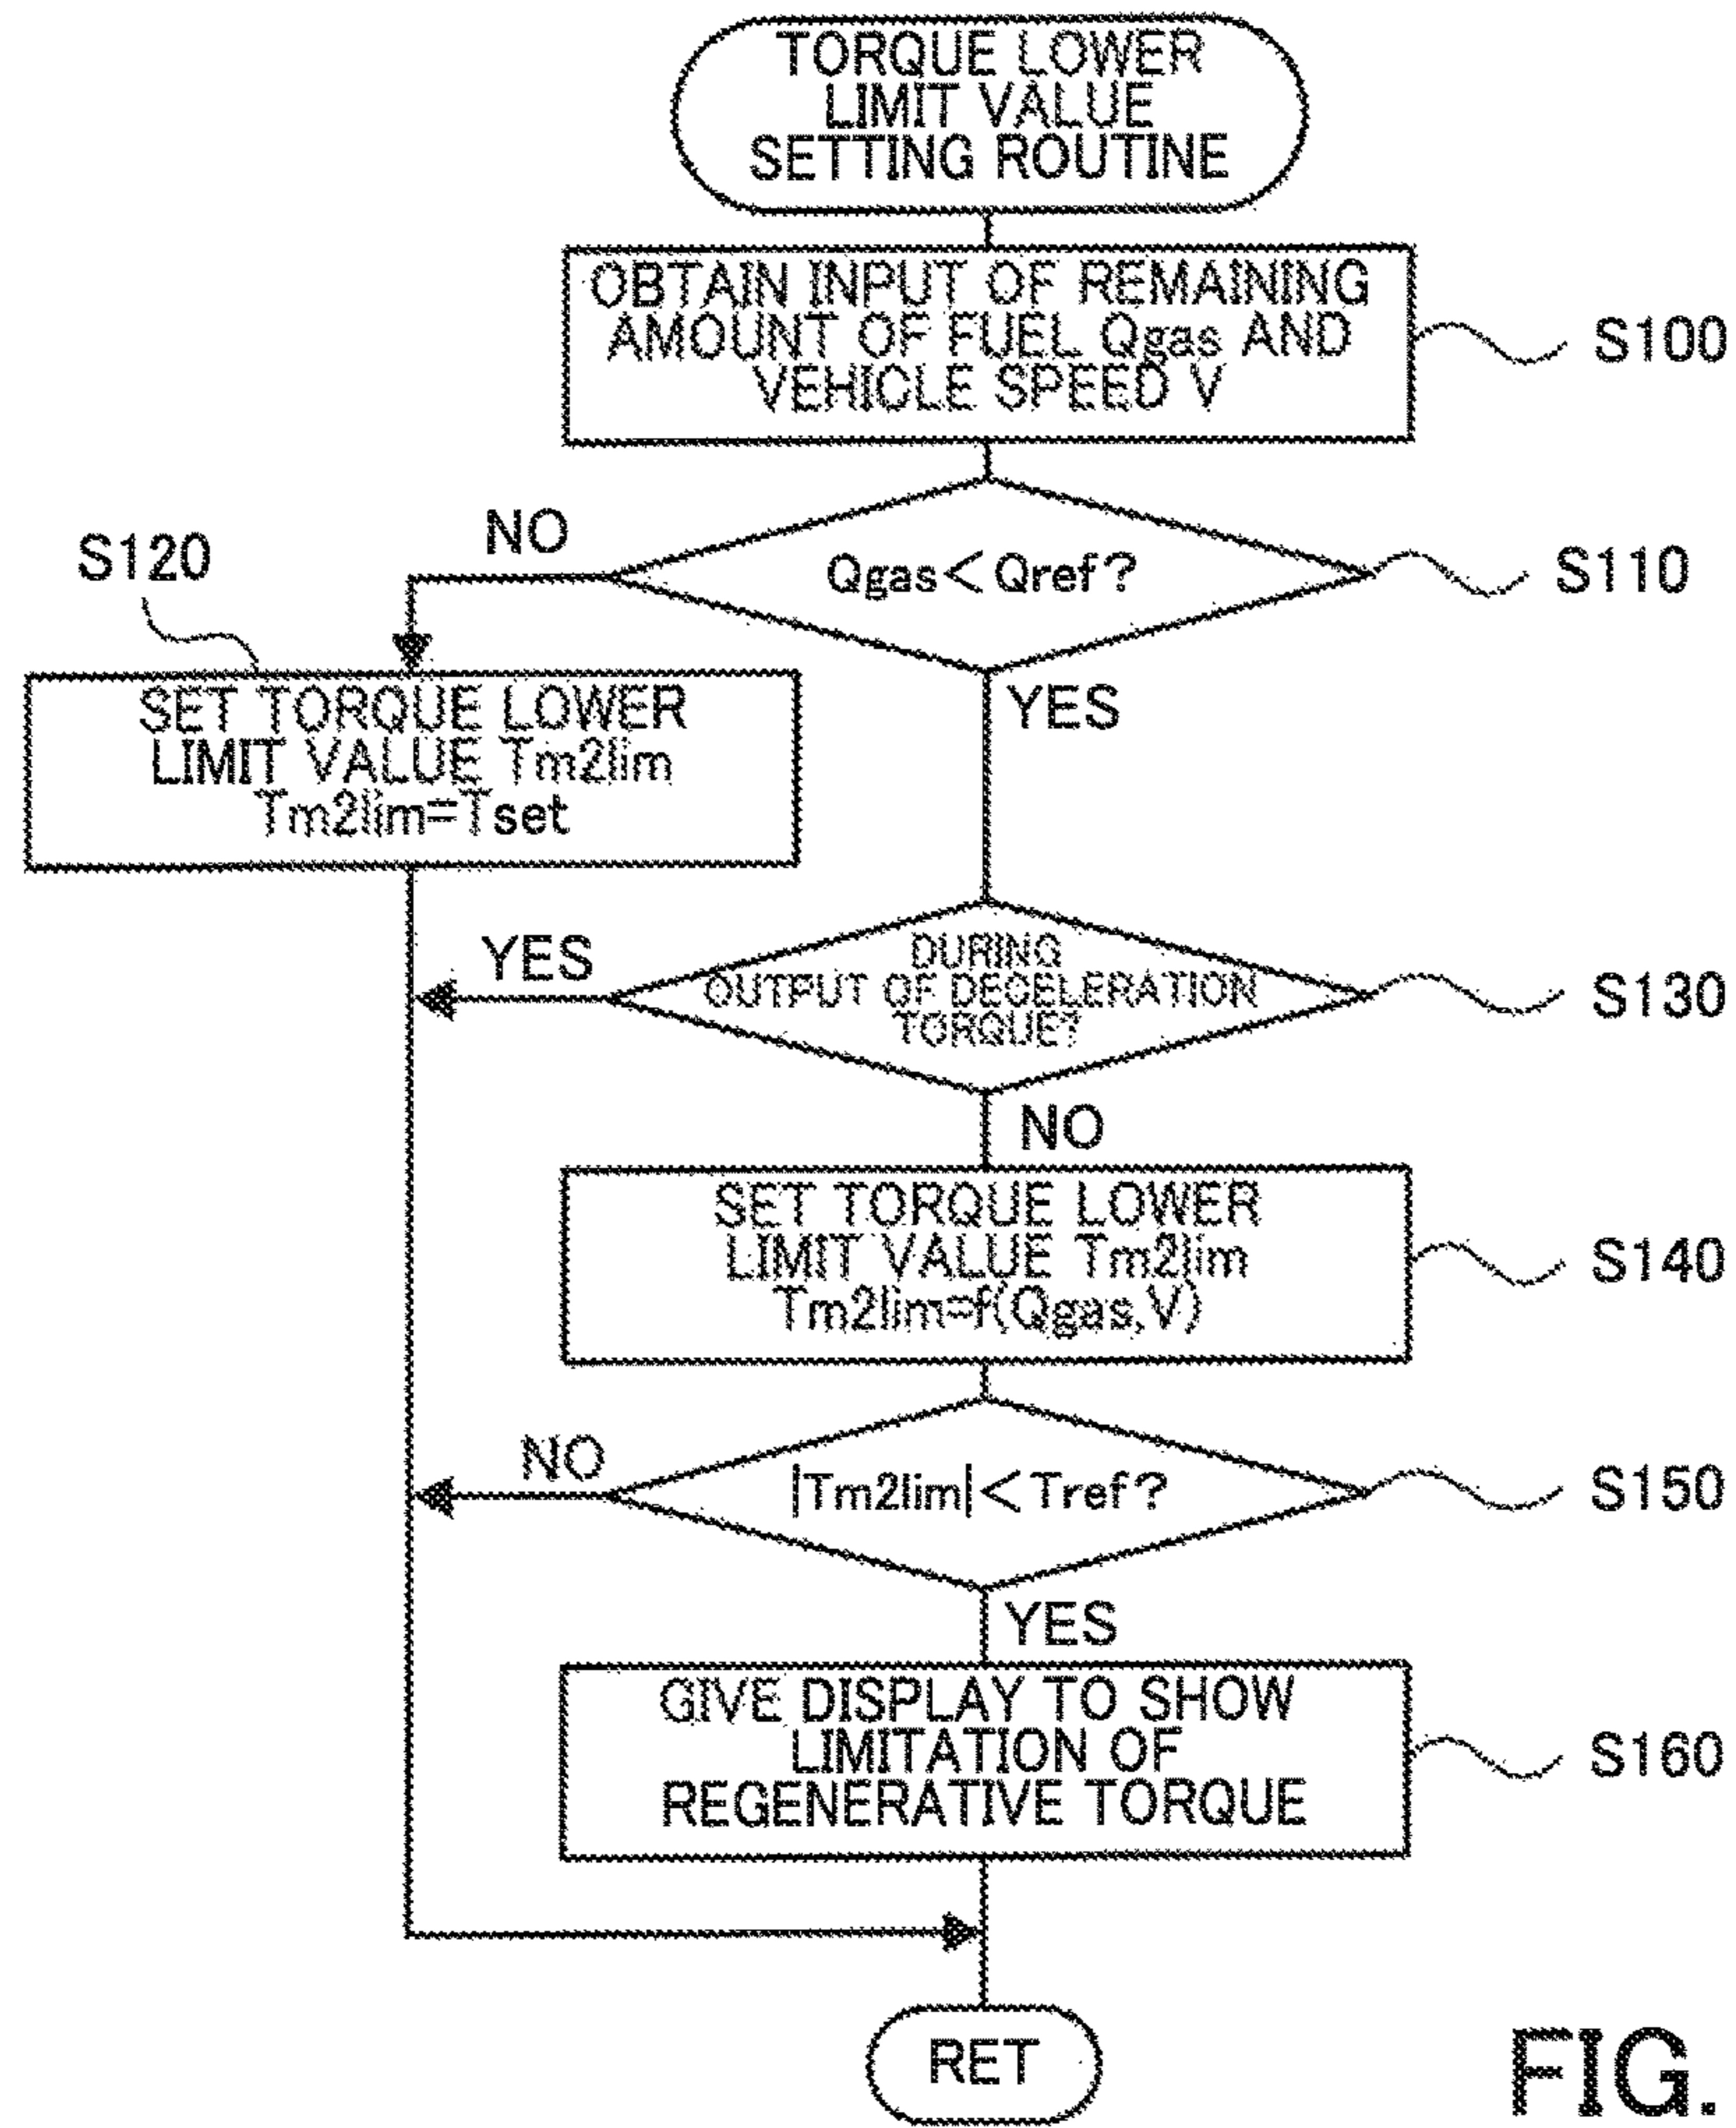 TORQUE LOWER
LIMIT VALUE
SETTING ROUTINE
OBTAIN INPUT OF REMAINING
AMOUNT OF FUEL Qgas AND
VEHICLE SPEED V
S100
NO
Qgas<Qref?
S110
S120
YES
SET TORQUE LOWER
LIMIT VALUE Tm2lim
Tm2lim=Tset
YES
DURING
OUTPUT OF DECELERATION
TORQUE?
S130
NO
SET TORQUE LOWER
LIMIT VALUE Tm2lim
Tm2lim=f(Qgas,V)
S140
NO
|Tm2lim|<Tref?
S150
YES
GIVE DISPLAY TO SHOW
LIMITATION OF
REGENERATIVE TORQUE
S160
RET
FIG.